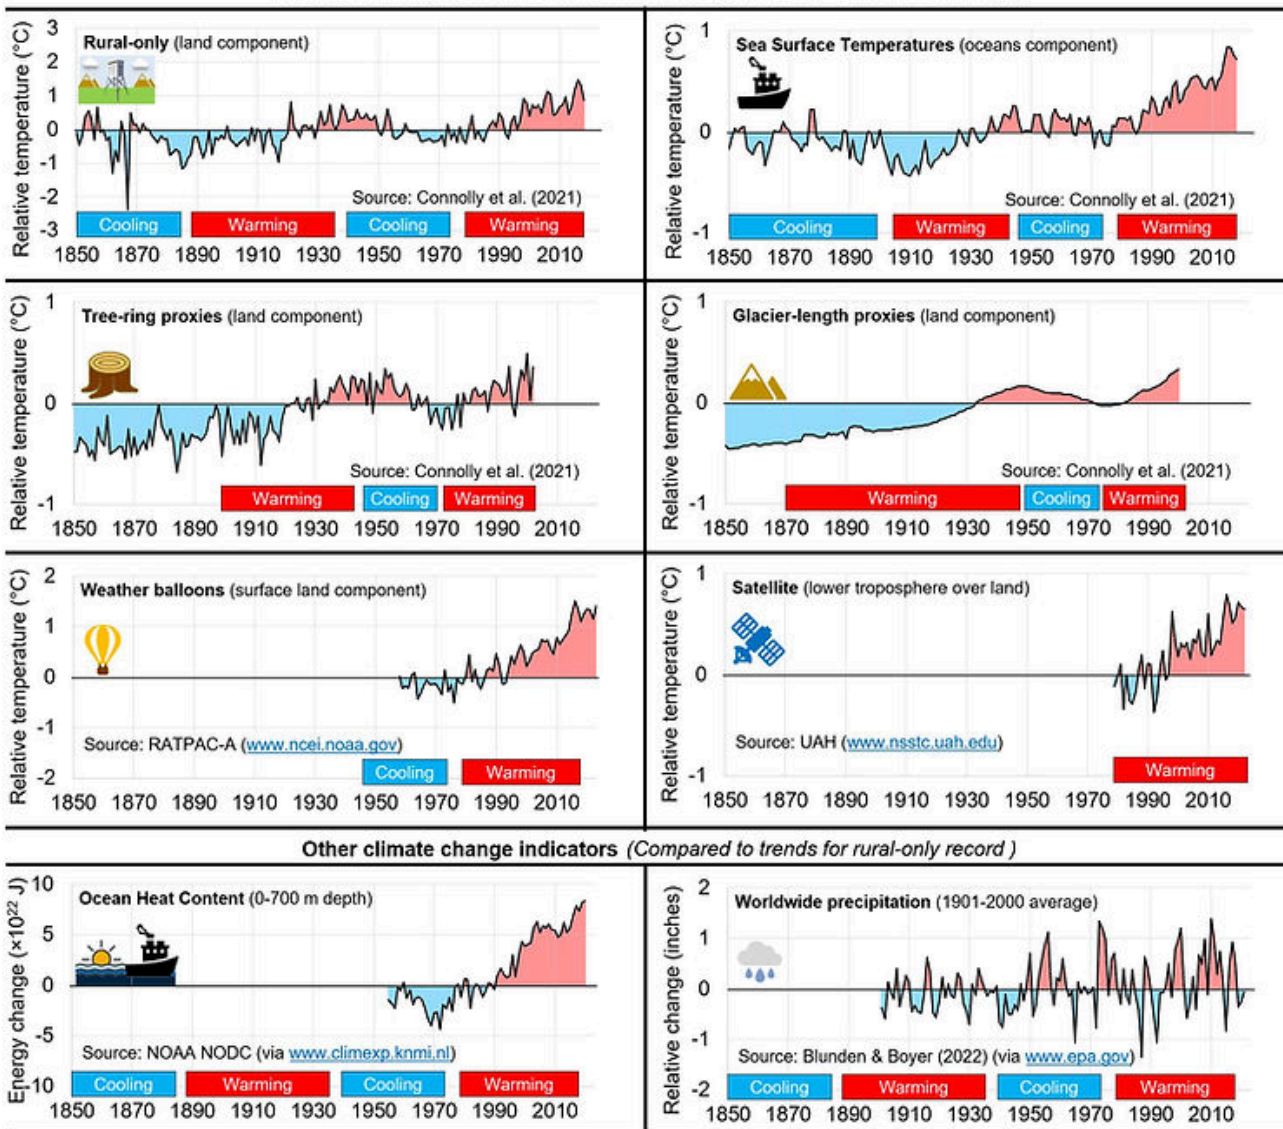 Relative temperature (°C)
3
2
1
0
-1
-2
-3
Rural-only (land component)
Source: Connolly et al. (2021)
Cooling Warming Cooling Warming
1850 1870 1890 1910 1930 1950 1970 1990 2010
Relative temperature (°C)
1
0
-1
Sea Surface Temperatures (oceans component)
Source: Connolly et al. (2021)
Cooling Warming Cooling Warming
1850 1870 1890 1910 1930 1950 1970 1990 2010
Relative temperature (°C)
1
0
-1
Tree-ring proxies (land component)
Source: Connolly et al. (2021)
Warming Cooling Warming
1850 1870 1890 1910 1930 1950 1970 1990 2010
Relative temperature (°C)
1
0
-1
Glacier-length proxies (land component)
Source: Connolly et al. (2021)
Warming Cooling Warming
1850 1870 1890 1910 1930 1950 1970 1990 2010
Relative temperature (°C)
2
1
0
-1
-2
Weather balloons (surface land component)
Source: RATPAC-A (www.ncei.noaa.gov)
Cooling Warming
1850 1870 1890 1910 1930 1950 1970 1990 2010
Relative temperature (°C)
1
0
-1
Satellite (lower troposphere over land)
Source: UAH (www.nsstc.uah.edu)
Warming
1850 1870 1890 1910 1930 1950 1970 1990 2010
Other climate change indicators (Compared to trends for rural-only record )
Energy change (×10²² J)
10
5
0
-5
-10
Ocean Heat Content (0-700 m depth)
Source: NOAA NODC (via www.climexp.knmi.nl)
Cooling Warming Cooling Warming
1850 1870 1890 1910 1930 1950 1970 1990 2010
Relative change (inches)
2
1
0
-1
-2
Worldwide precipitation (1901-2000 average)
Source: Blunden & Boyer (2022) (via www.epa.gov)
Cooling Warming Cooling Warming
1850 1870 1890 1910 1930 1950 1970 1990 2010